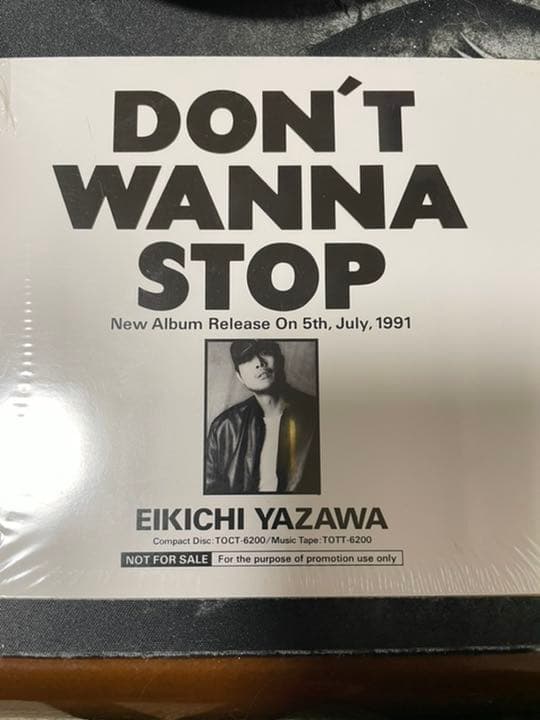 DON´T
WANNA
STOP
New Album Release On 5th, July, 1991
EIKICHI YAZAWA
Compact Disc: TOCT-6200/Music Tape: TOTT-6200
NOT FOR SALE For the purpose of promotion use only